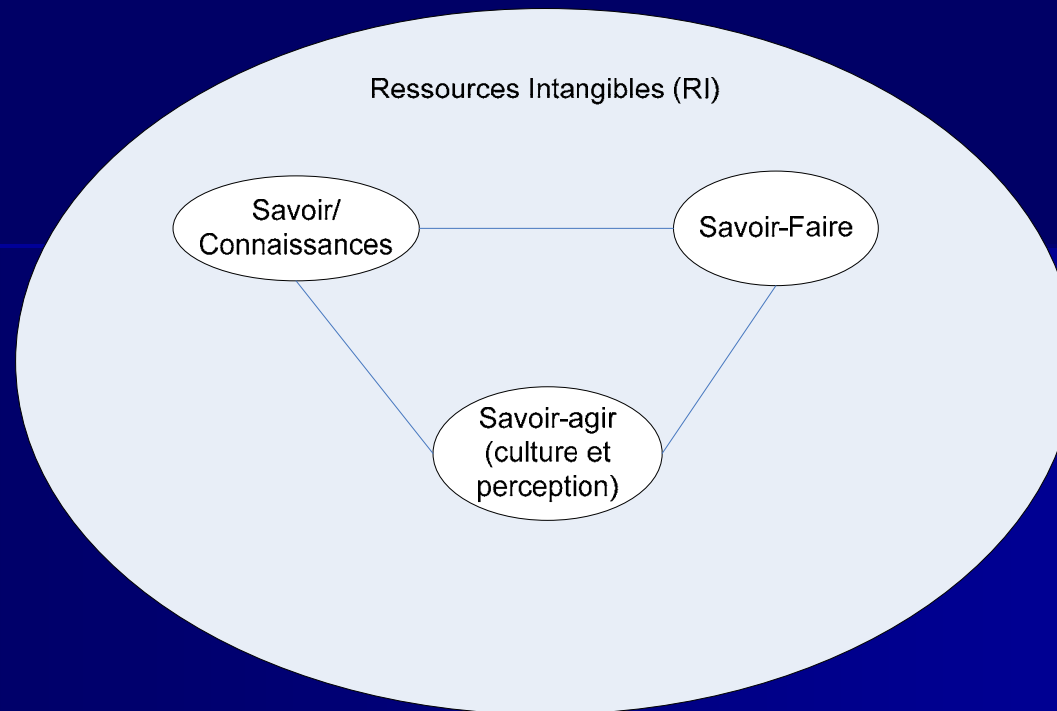 Ressources Intangibles (RI)
Savoir/
Connaissances
Savoir-Faire
Savoir-agir
(culture et
perception)